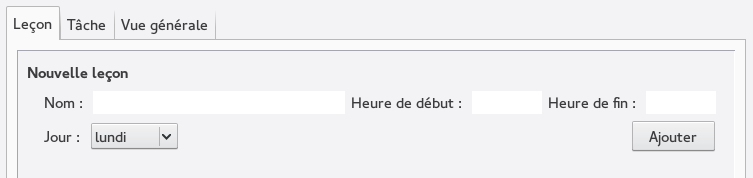 Leçon Tâche Vue générale
Nouvelle leçon
Nom : Heure de début : Heure de fin :
Jour : lundi Ajouter